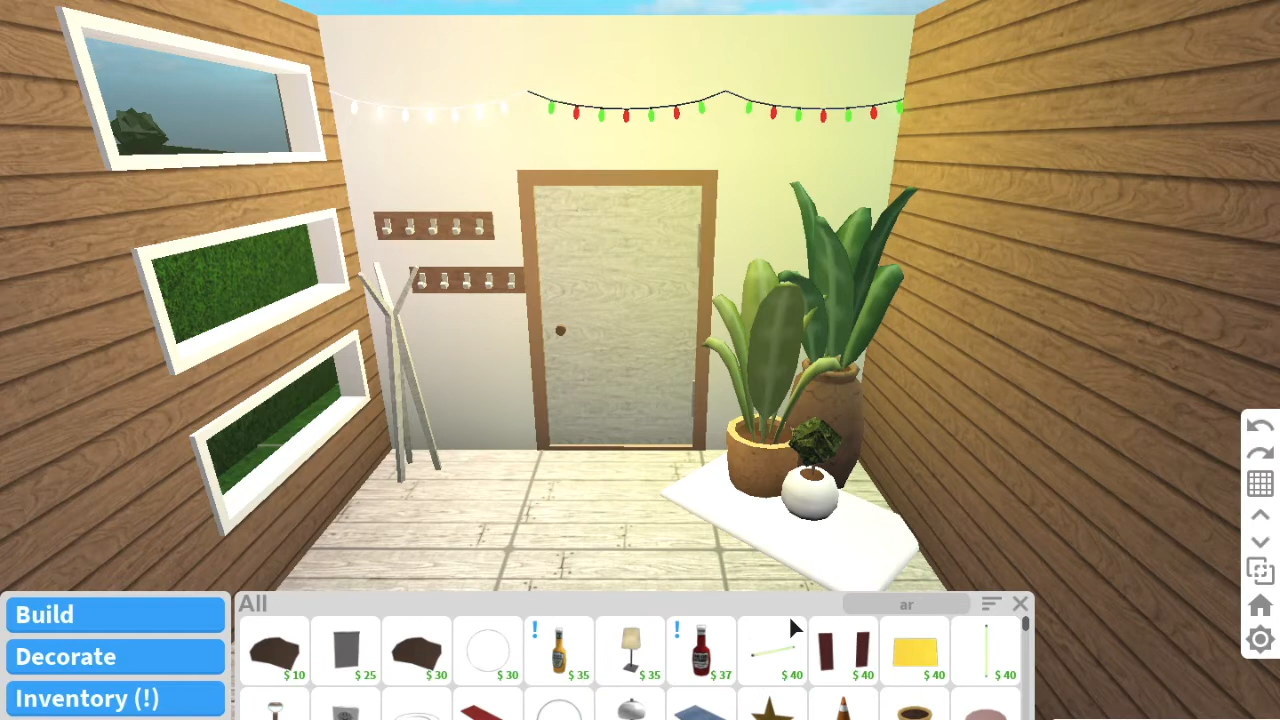 Build
Decorate
Inventory (!)
All
ar
$ 10
$ 25
$ 30
$ 30
! $ 35
$ 35
! $ 37
$ 40
$ 40
$ 40
$ 40